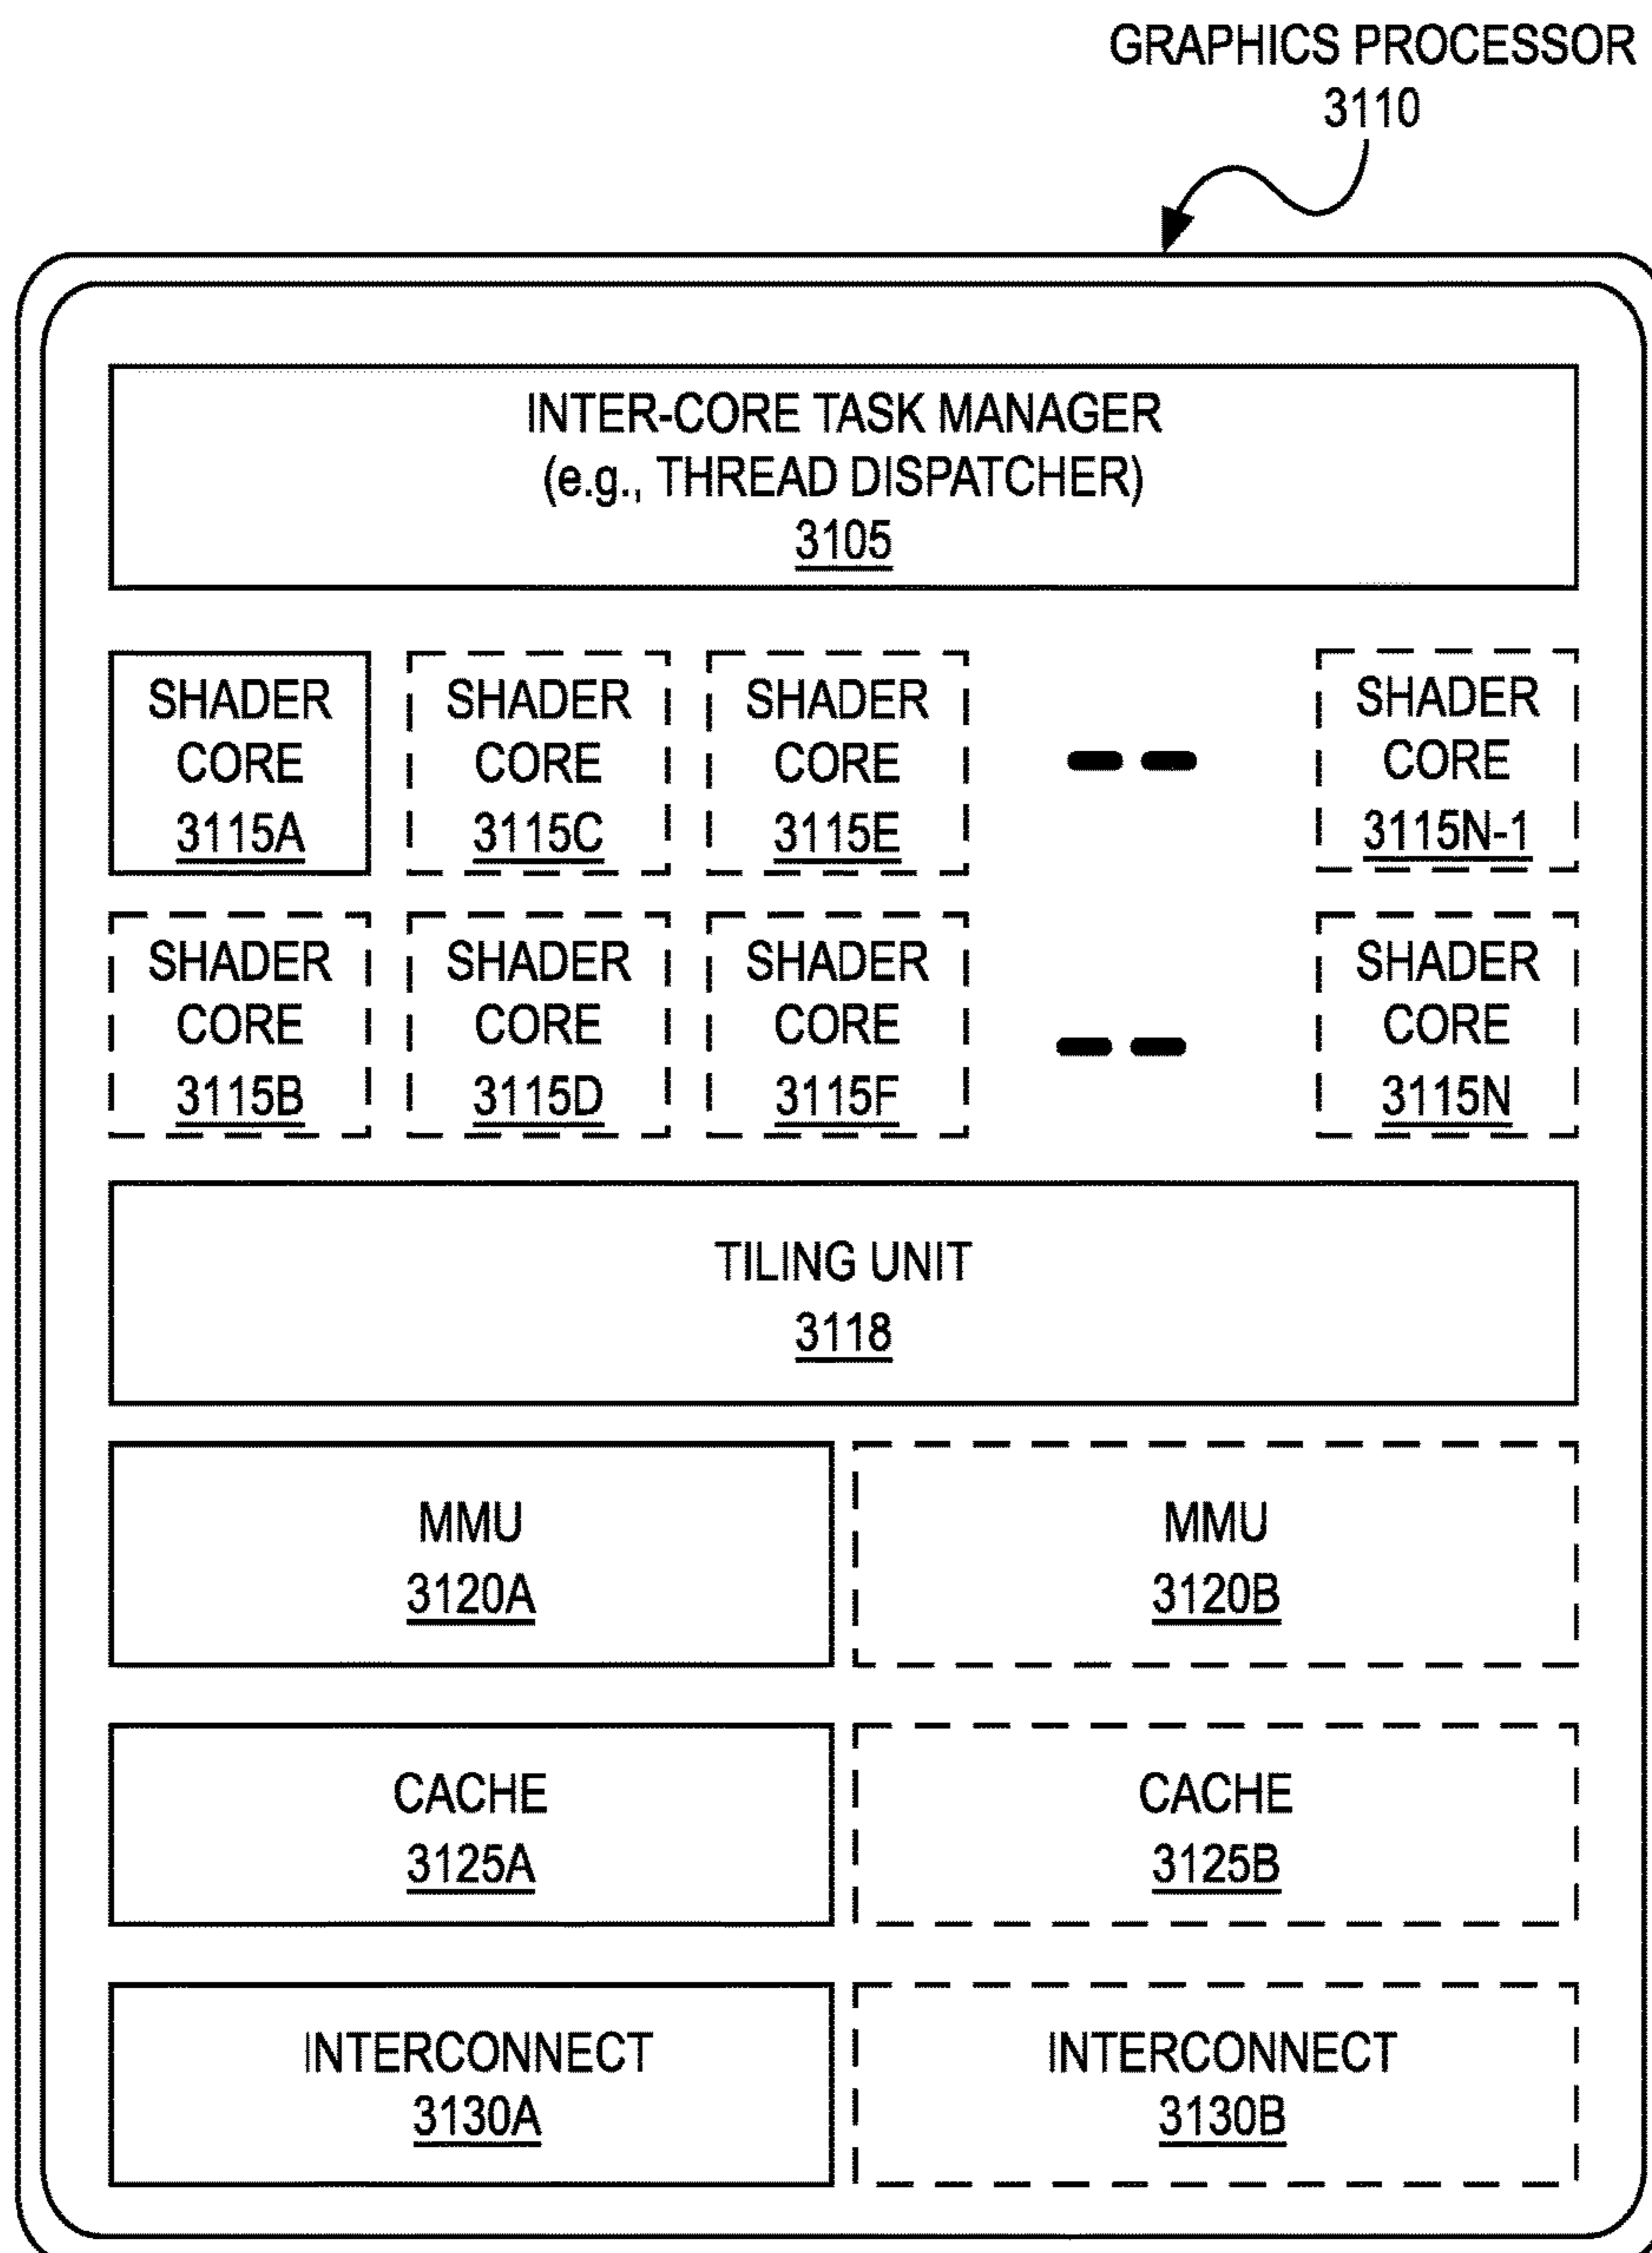 GRAPHICS PROCESSOR
3110
INTER-CORE TASK MANAGER
(e.g., THREAD DISPATCHER)
3105
SHADER
CORE
3115A
SHADER
CORE
3115C
SHADER
CORE
3115E
SHADER
CORE
3115N-1
SHADER
CORE
3115B
SHADER
CORE
3115D
SHADER
CORE
3115F
SHADER
CORE
3115N
TILING UNIT
3118
MMU
3120A
MMU
3120B
CACHE
3125A
CACHE
3125B
INTERCONNECT
3130A
INTERCONNECT
3130B